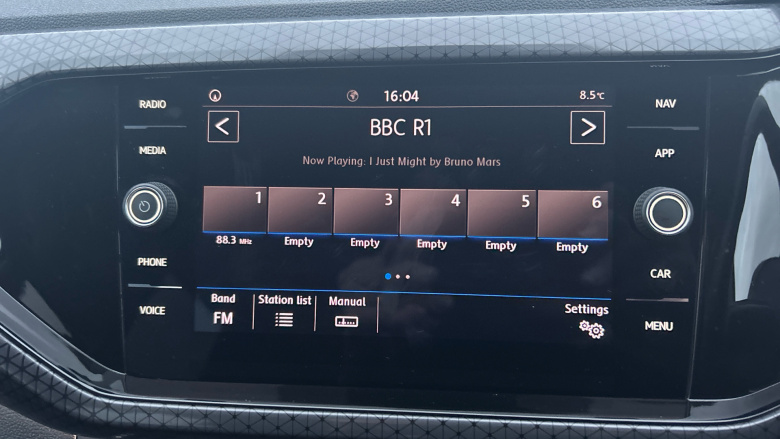 RADIO
MEDIA
PHONE
VOICE
16:04
8.5℃
< BBC R1 >
Now Playing: I Just Might by Bruno Mars
1 2 3 4 5 6
88.3 MHz Empty Empty Empty Empty Empty
Band Station list Manual Settings
FM
NAV
APP
CAR
MENU